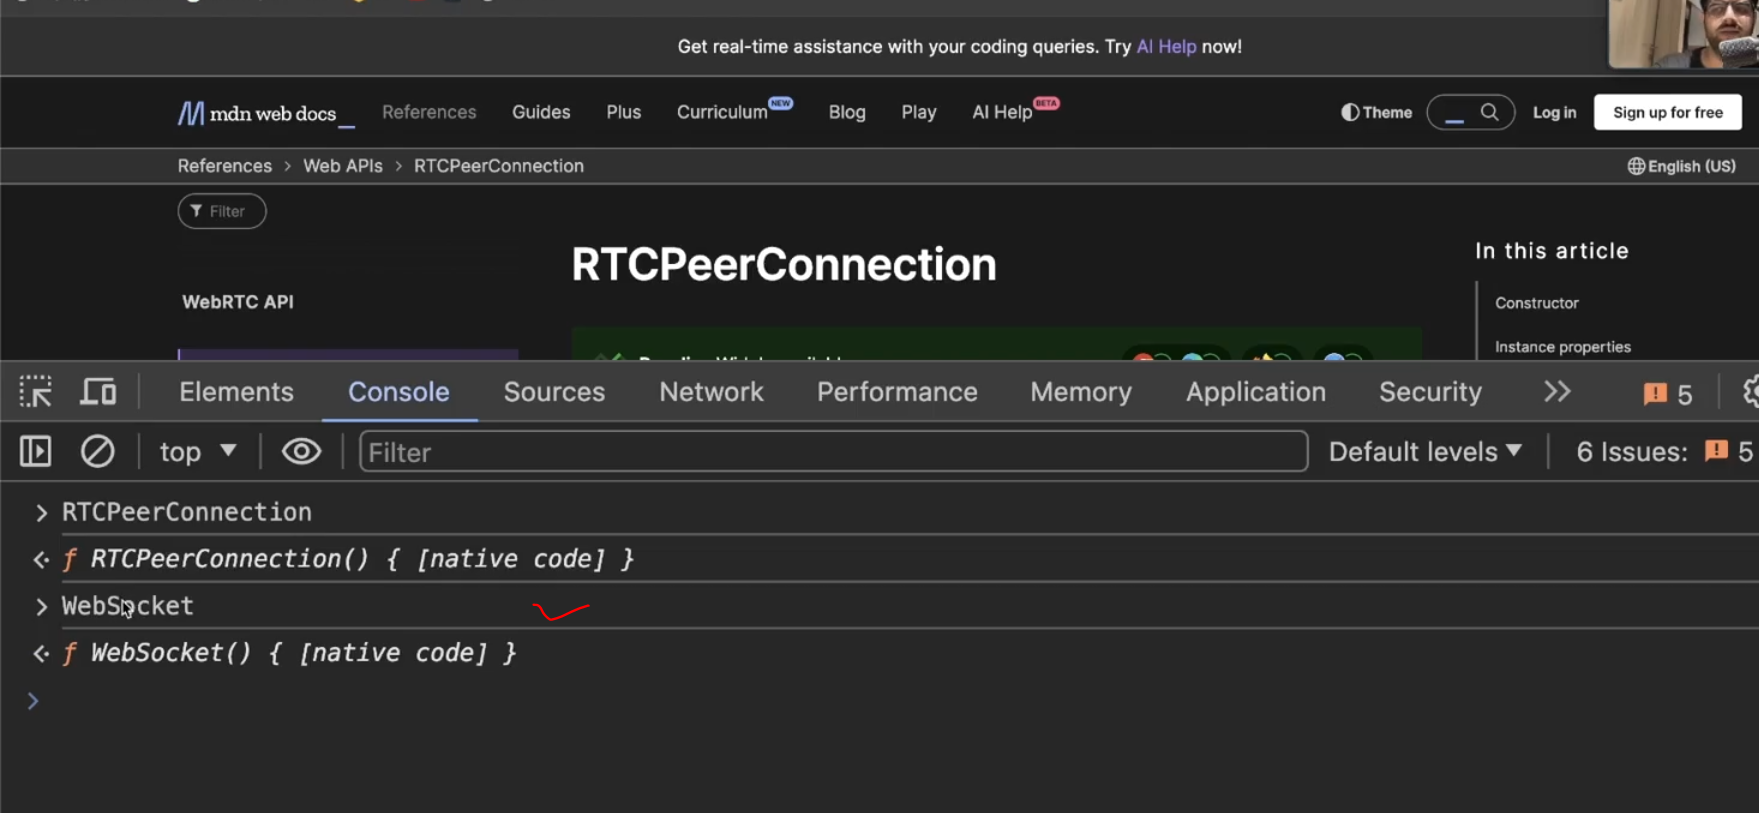 Get real-time assistance with your coding queries. Try AI Help now!
mdn web docs_ References Guides Plus Curriculum NEW Blog Play AI Help BETA Theme Log in Sign up for free
References > Web APIs > RTCPeerConnection English (US)
Filter
RTCPeerConnection
In this article
WebRTC API
Constructor
Instance properties
Elements Console Sources Network Performance Memory Application Security >> 5
top Filter Default levels 6 Issues: 5
> RTCPeerConnection
f RTCPeerConnection() { [native code] }
> WebSocket
f WebSocket() { [native code] }
>